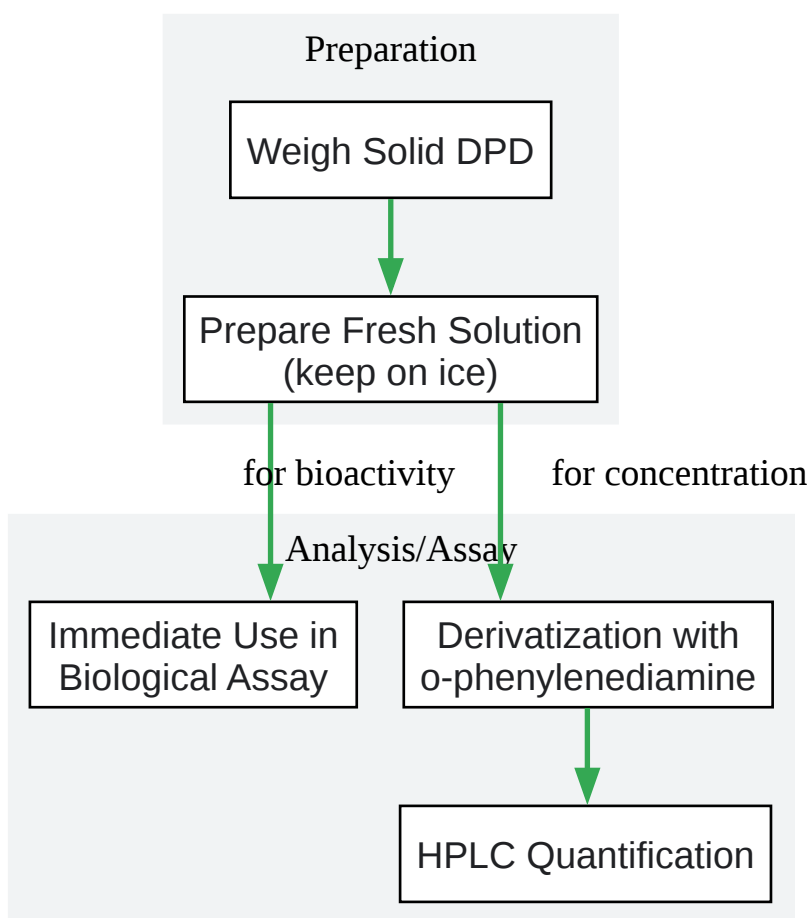 Preparation
Weigh Solid DPD
Prepare Fresh Solution
(keep on ice)
for bioactivity
for concentration
Analysis/Assay
Immediate Use in
Biological Assay
Derivatization with
o-phenylenediamine
HPLC Quantification